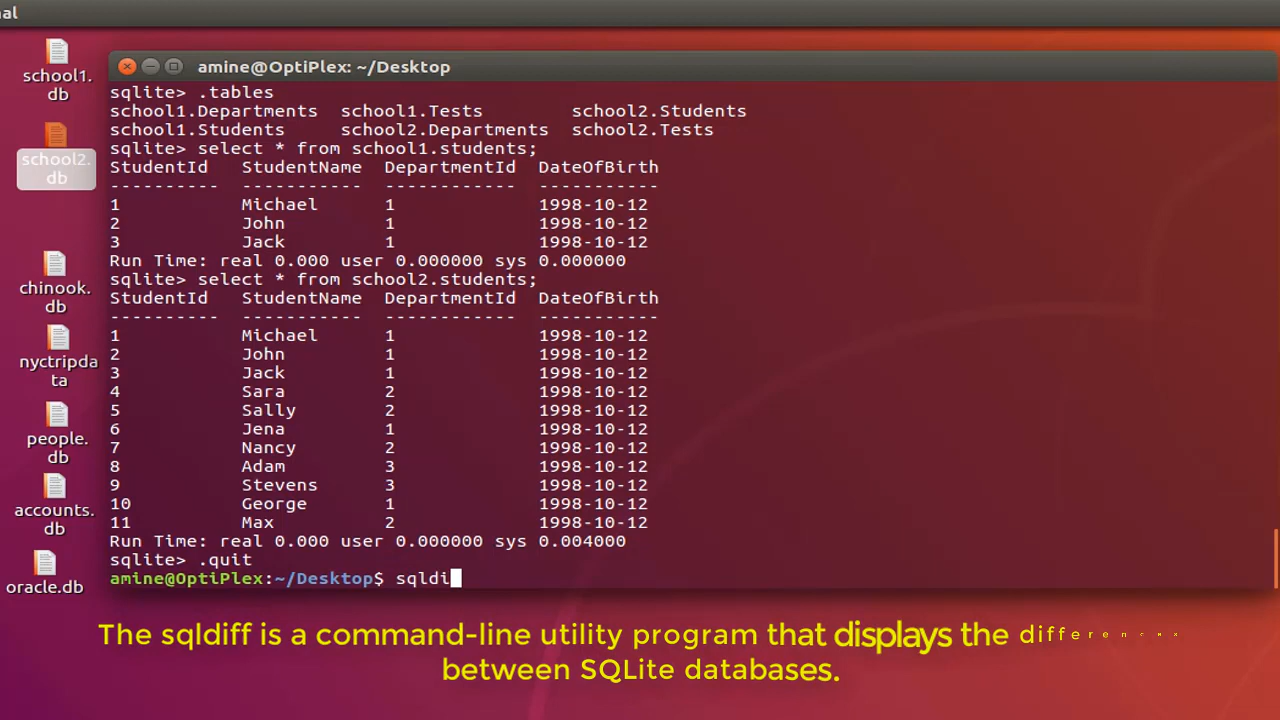 nal
school1.
db
school2.
db
chinook.
db
nyctripda
ta
people.
db
accounts.
db
oracle.db
amine@OptiPlex: ~/Desktop
sqlite> .tables
school1.Departments school1.Tests school2.Students
school1.Students school2.Departments school2.Tests
sqlite> select * from school1.students;
StudentId StudentName DepartmentId DateOfBirth
---------- ----------- ------------ -----------
1 Michael 1 1998-10-12
2 John 1 1998-10-12
3 Jack 1 1998-10-12
Run Time: real 0.000 user 0.000000 sys 0.000000
sqlite> select * from school2.students;
StudentId StudentName DepartmentId DateOfBirth
---------- ----------- ------------ -----------
1 Michael 1 1998-10-12
2 John 1 1998-10-12
3 Jack 1 1998-10-12
4 Sara 2 1998-10-12
5 Sally 2 1998-10-12
6 Jena 1 1998-10-12
7 Nancy 2 1998-10-12
8 Adam 3 1998-10-12
9 Stevens 3 1998-10-12
10 George 1 1998-10-12
11 Max 2 1998-10-12
Run Time: real 0.000 user 0.000000 sys 0.004000
sqlite> .quit
amine@OptiPlex:~/Desktop$ sqldi
The sqldiff is a command-line utility program that displays the
between SQLite databases.